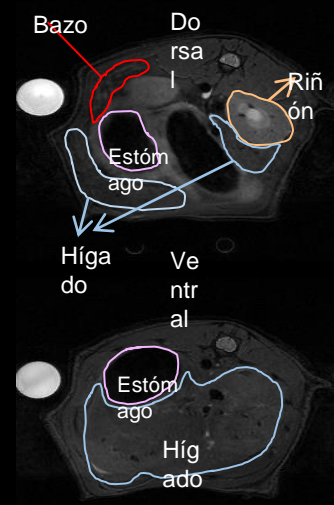 Bazo
Do
rsa
l
Riñ
ón
Estóm
ago
Híga
do
Ve
ntr
al
Estóm
ago
Híg
ado